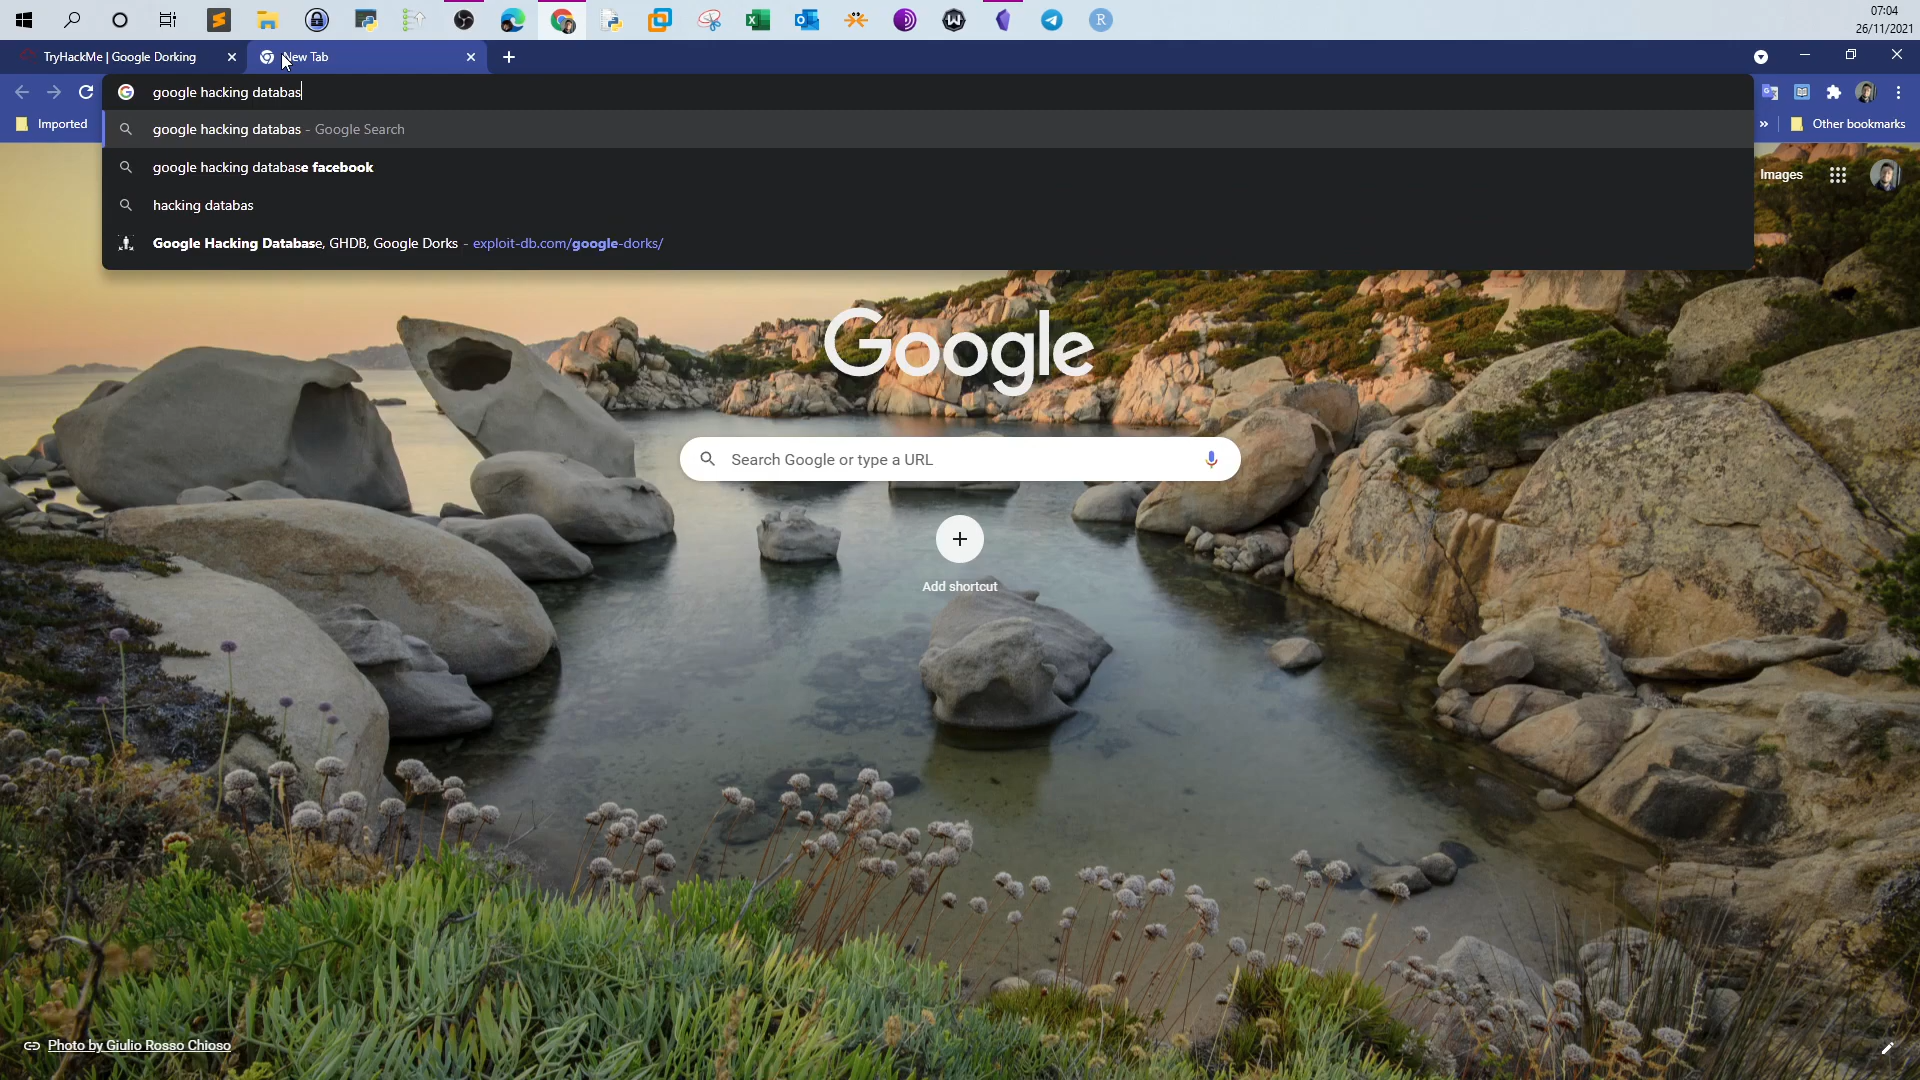 07:04
26/11/2021
TryHackMe | Google Dorking
New Tab
google hacking databas
Imported
google hacking databas - Google Search
Other bookmarks
google hacking database facebook
Images
hacking databas
Google Hacking Database, GHDB, Google Dorks - exploit-db.com/google-dorks/
Google
Search Google or type a URL
Add shortcut
Photo by Giulio Rosso Chioso